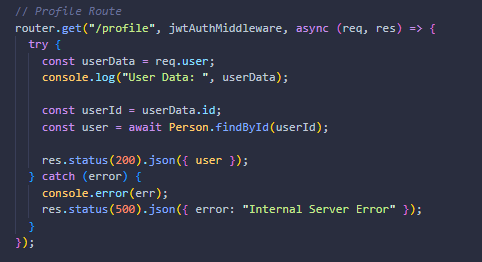 // Profile Route
router.get("/profile", jwtAuthMiddleware, async (req, res) => {
  try {
    const userData = req.user;
    console.log("User Data: ", userData);

    const userId = userData.id;
    const user = await Person.findById(userId);

    res.status(200).json({ user });
  } catch (error) {
    console.error(err);
    res.status(500).json({ error: "Internal Server Error" });
  }
});